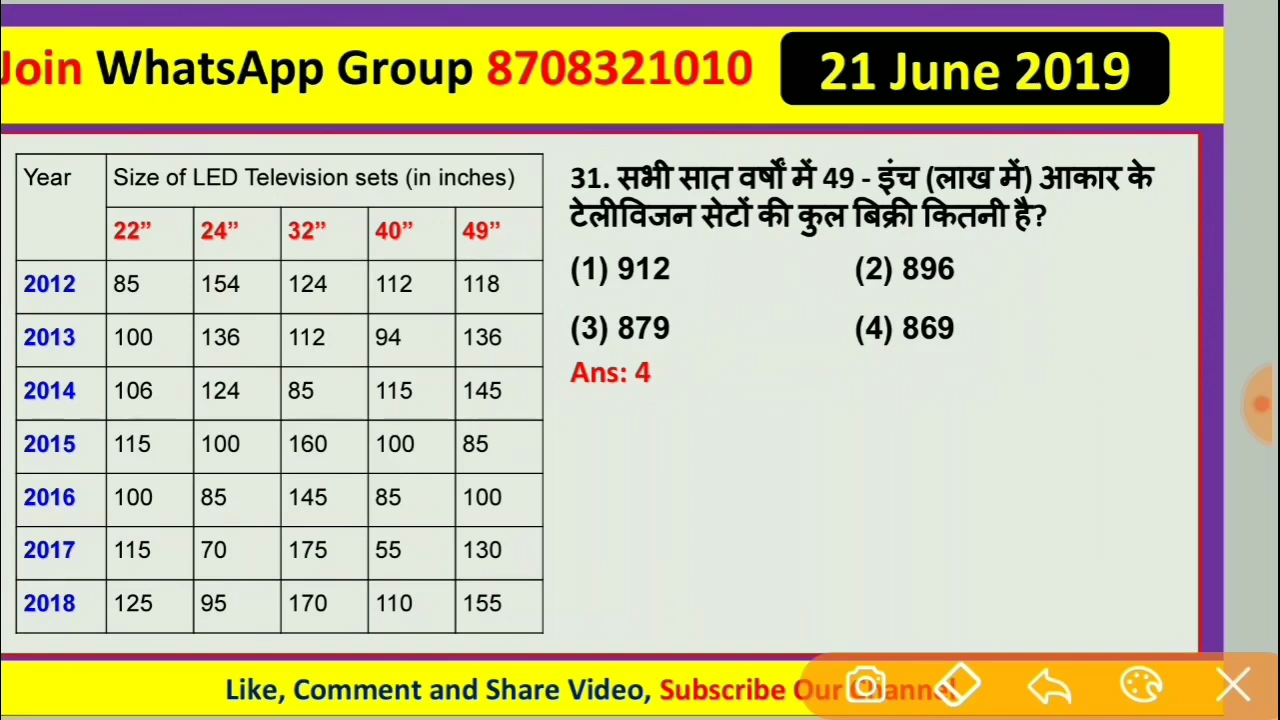 Join WhatsApp Group 8708321010
21 June 2019
Year Size of LED Television sets (in inches)
22” 24” 32” 40” 49”
2012 85 154 124 112 118
2013 100 136 112 94 136
2014 106 124 85 115 145
2015 115 100 160 100 85
2016 100 85 145 85 100
2017 115 70 175 55 130
2018 125 95 170 110 155
31. सभी सात वर्षों में 49 - इंच (लाख में) आकार के
टेलीविजन सेटों की कुल बिक्री कितनी है?
(1) 912 (2) 896
(3) 879 (4) 869
Ans: 4
Like, Comment and Share Video, Subscribe Our Channel